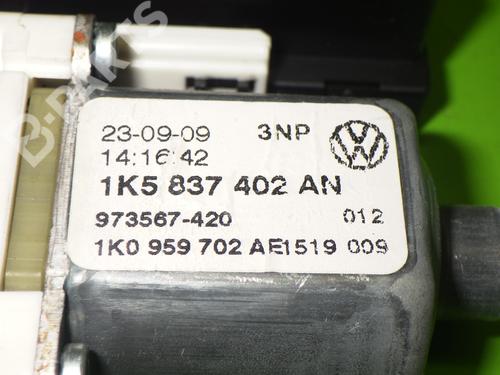 B-PARTS
23-09-09 3NP
14:16:42
1K5 837 402 AN
973567-420 012
1K0 959 702 AE1519 009